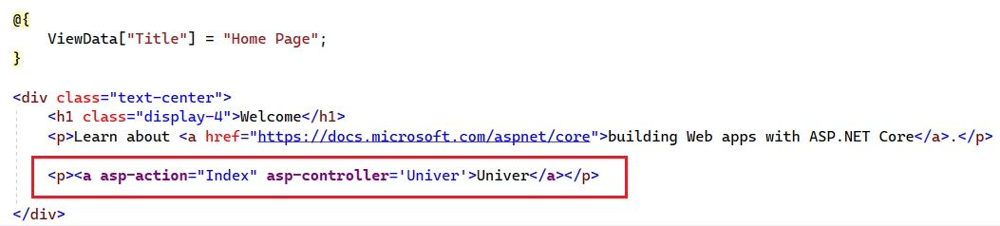 @{
    ViewData["Title"] = "Home Page";
}
<div class="text-center">
    <h1 class="display-4">Welcome</h1>
    <p>Learn about <a href="https://docs.microsoft.com/aspnet/core">building Web apps with ASP.NET Core</a>.</p>
    <p><a asp-action="Index" asp-controller='Univer'>Univer</a></p>
</div>